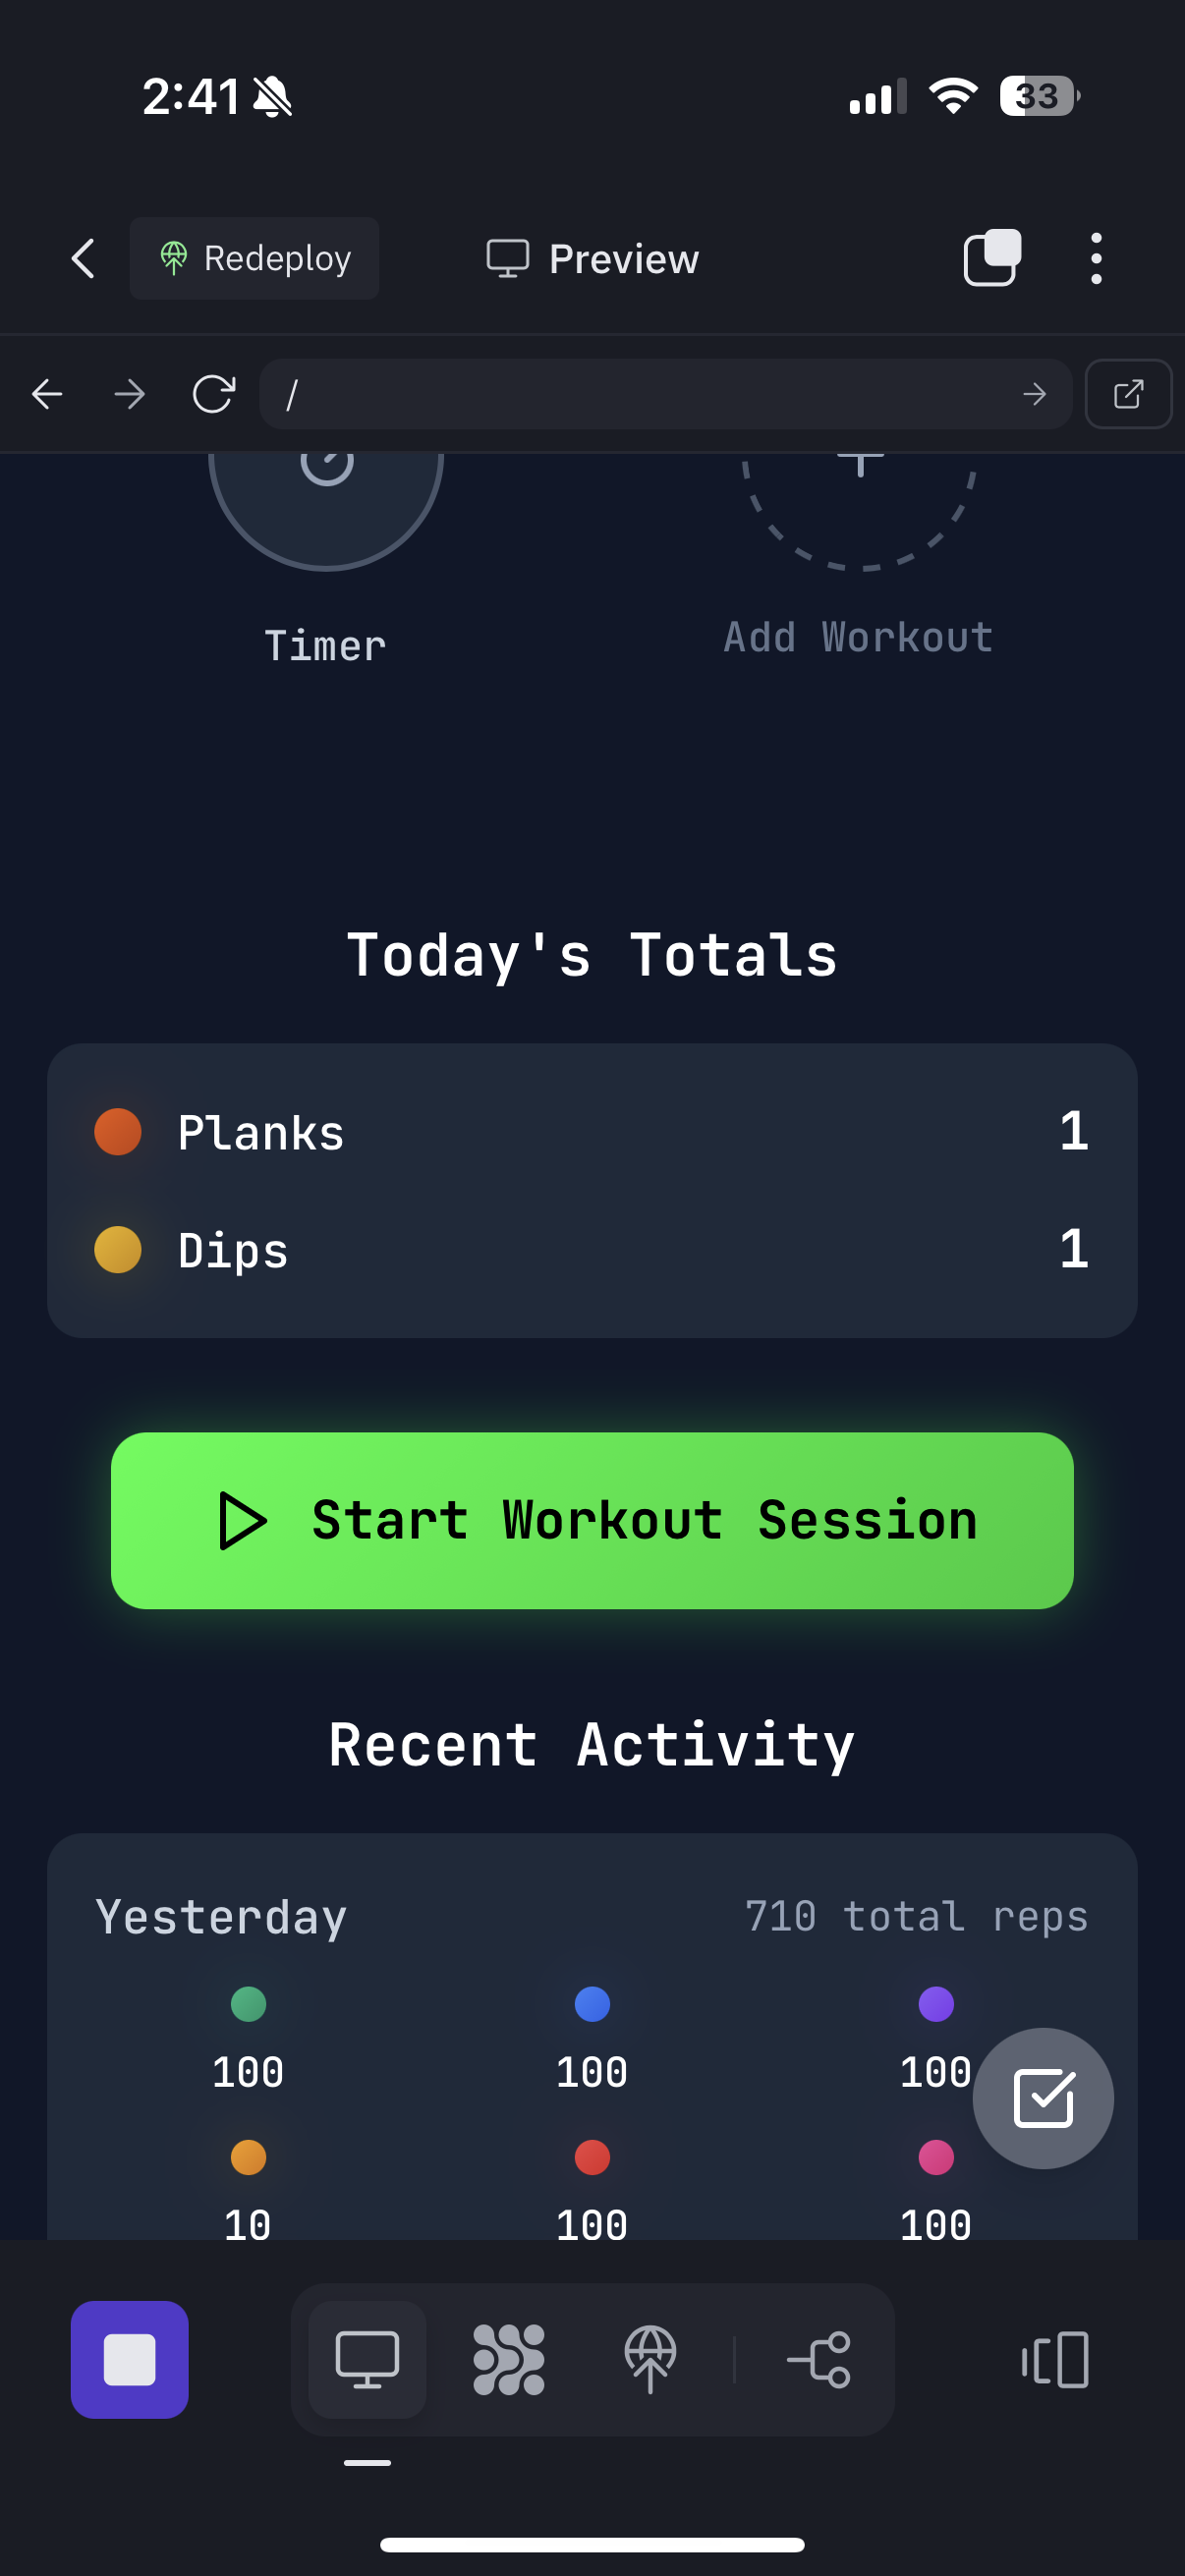 2:41
33
Redeploy
Preview
/
Timer
Add Workout
Today's Totals
Planks 1
Dips 1
Start Workout Session
Recent Activity
Yesterday 710 total reps
100 100 100
10 100 100